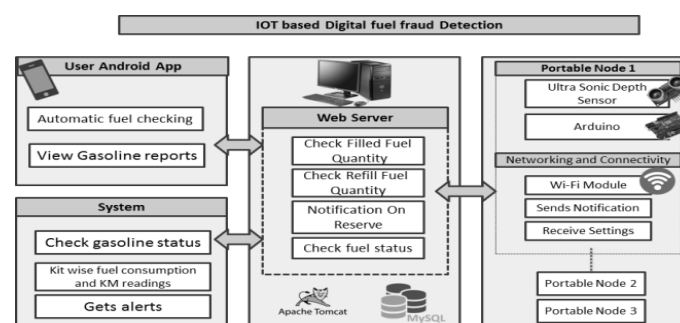 IOT based Digital fuel fraud Detection
User Android App
Automatic fuel checking
View Gasoline reports
System
Check gasoline status
Kit wise fuel consumption
and KM readings
Gets alerts
Web Server
Check Filled Fuel
Quantity
Check Refill Fuel
Quantity
Notification On
Reserve
Check fuel status
Apache Tomcat
MySQL
Portable Node 1
Ultra Sonic Depth
Sensor
Arduino
Networking and Connectivity
Wi-Fi Module
Sends Notification
Receive Settings
Portable Node 2
Portable Node 3